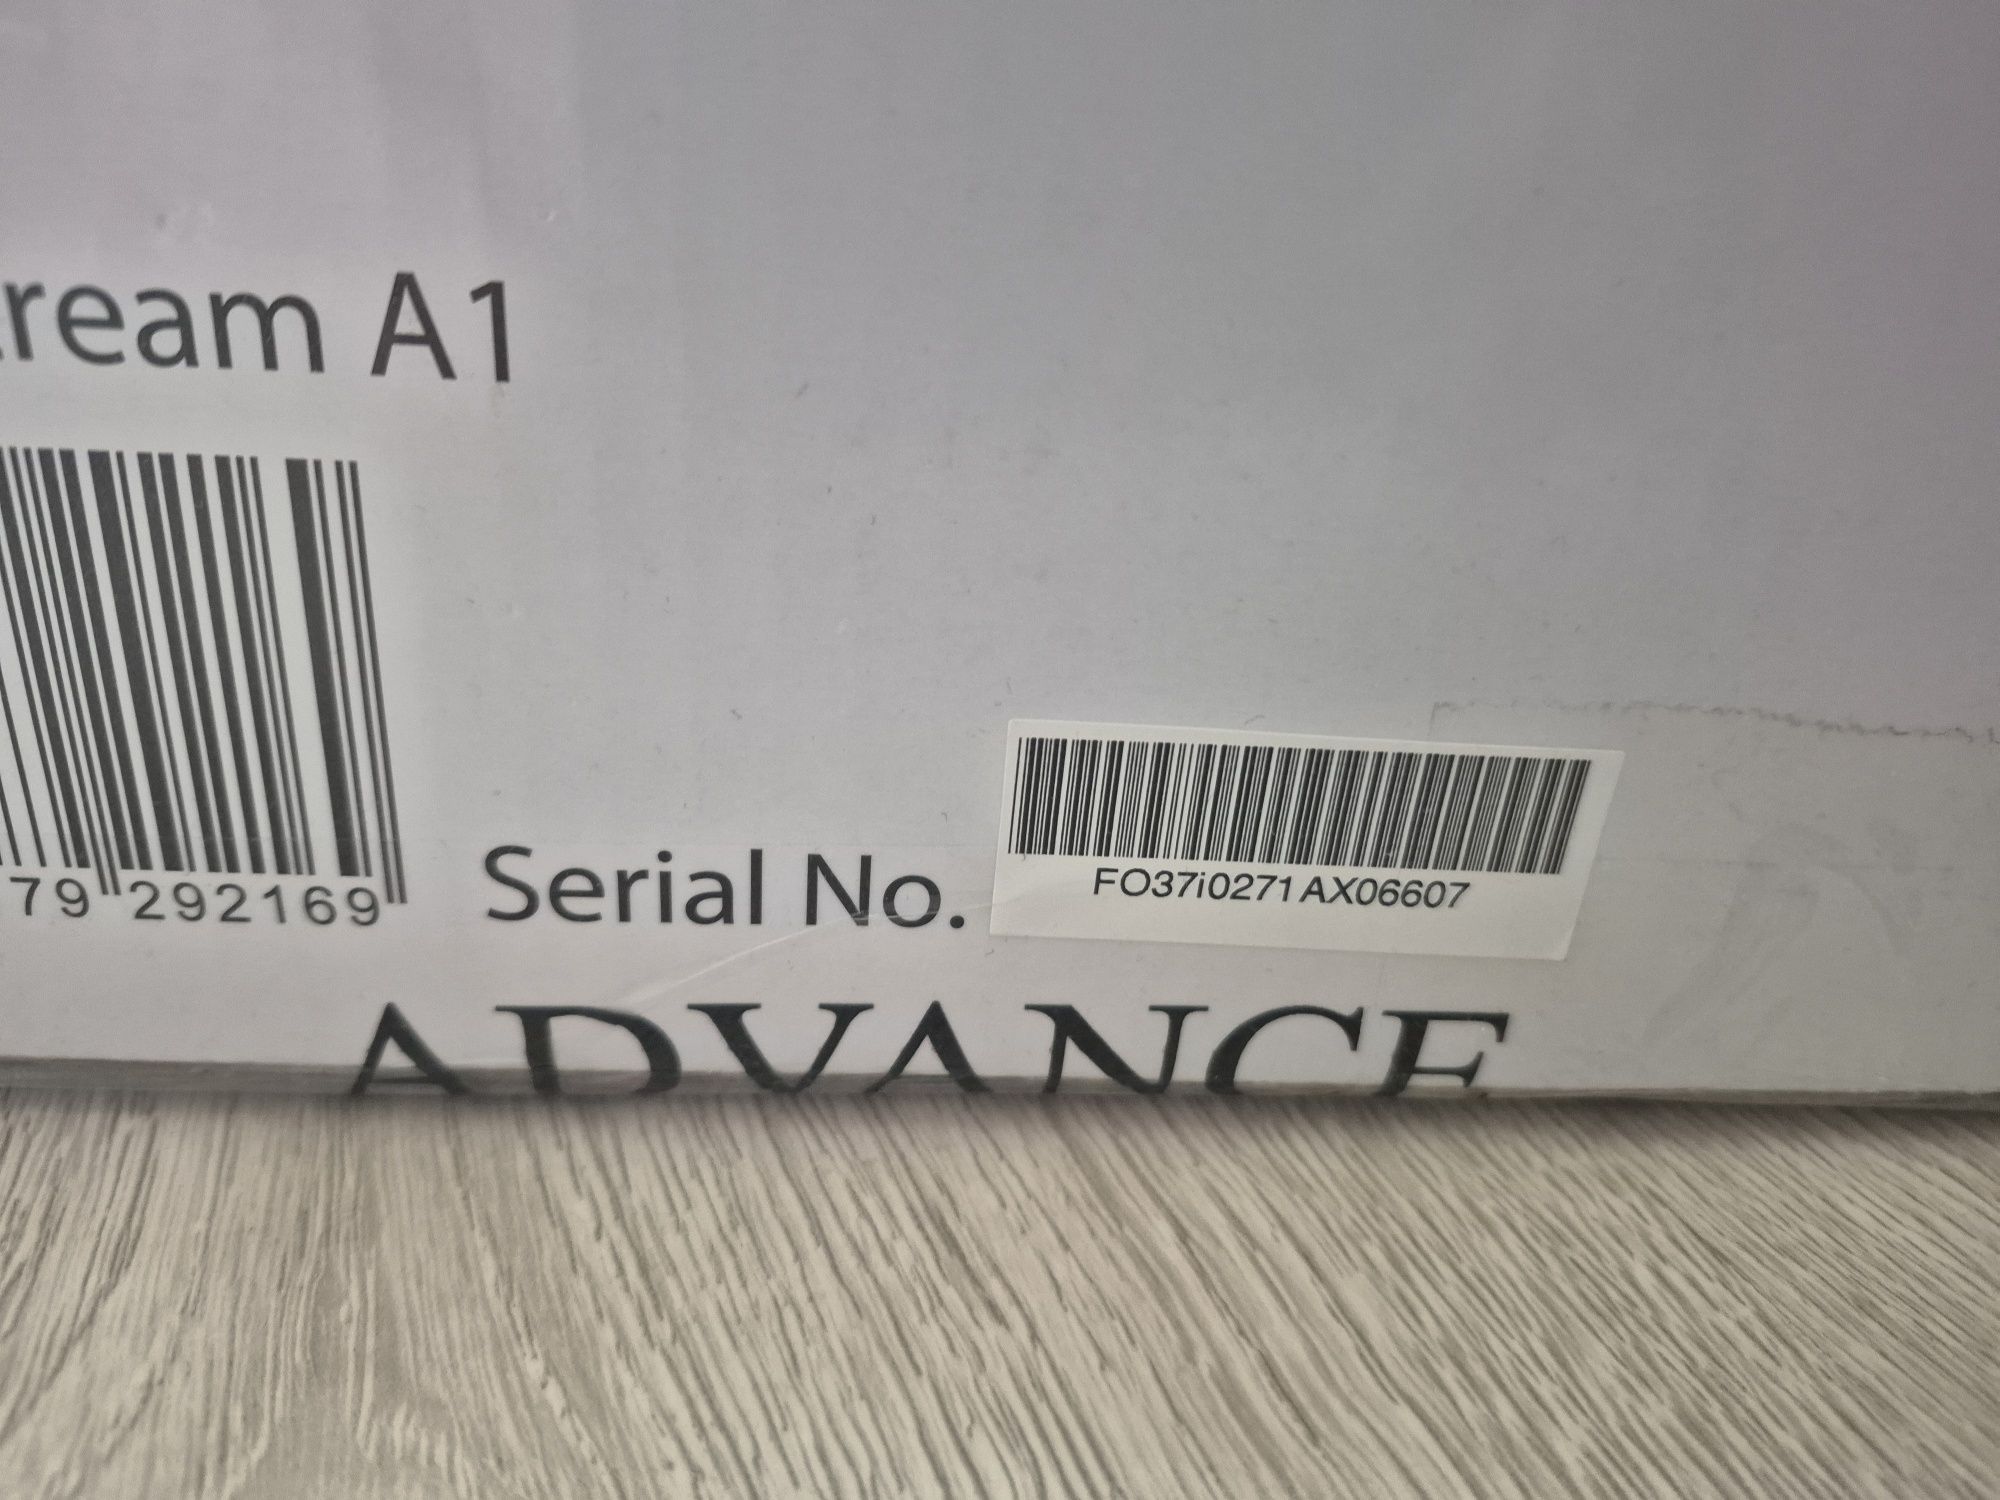 ream A1
79 292169
Serial No.
FO37i0271AX06607
ADVANCE